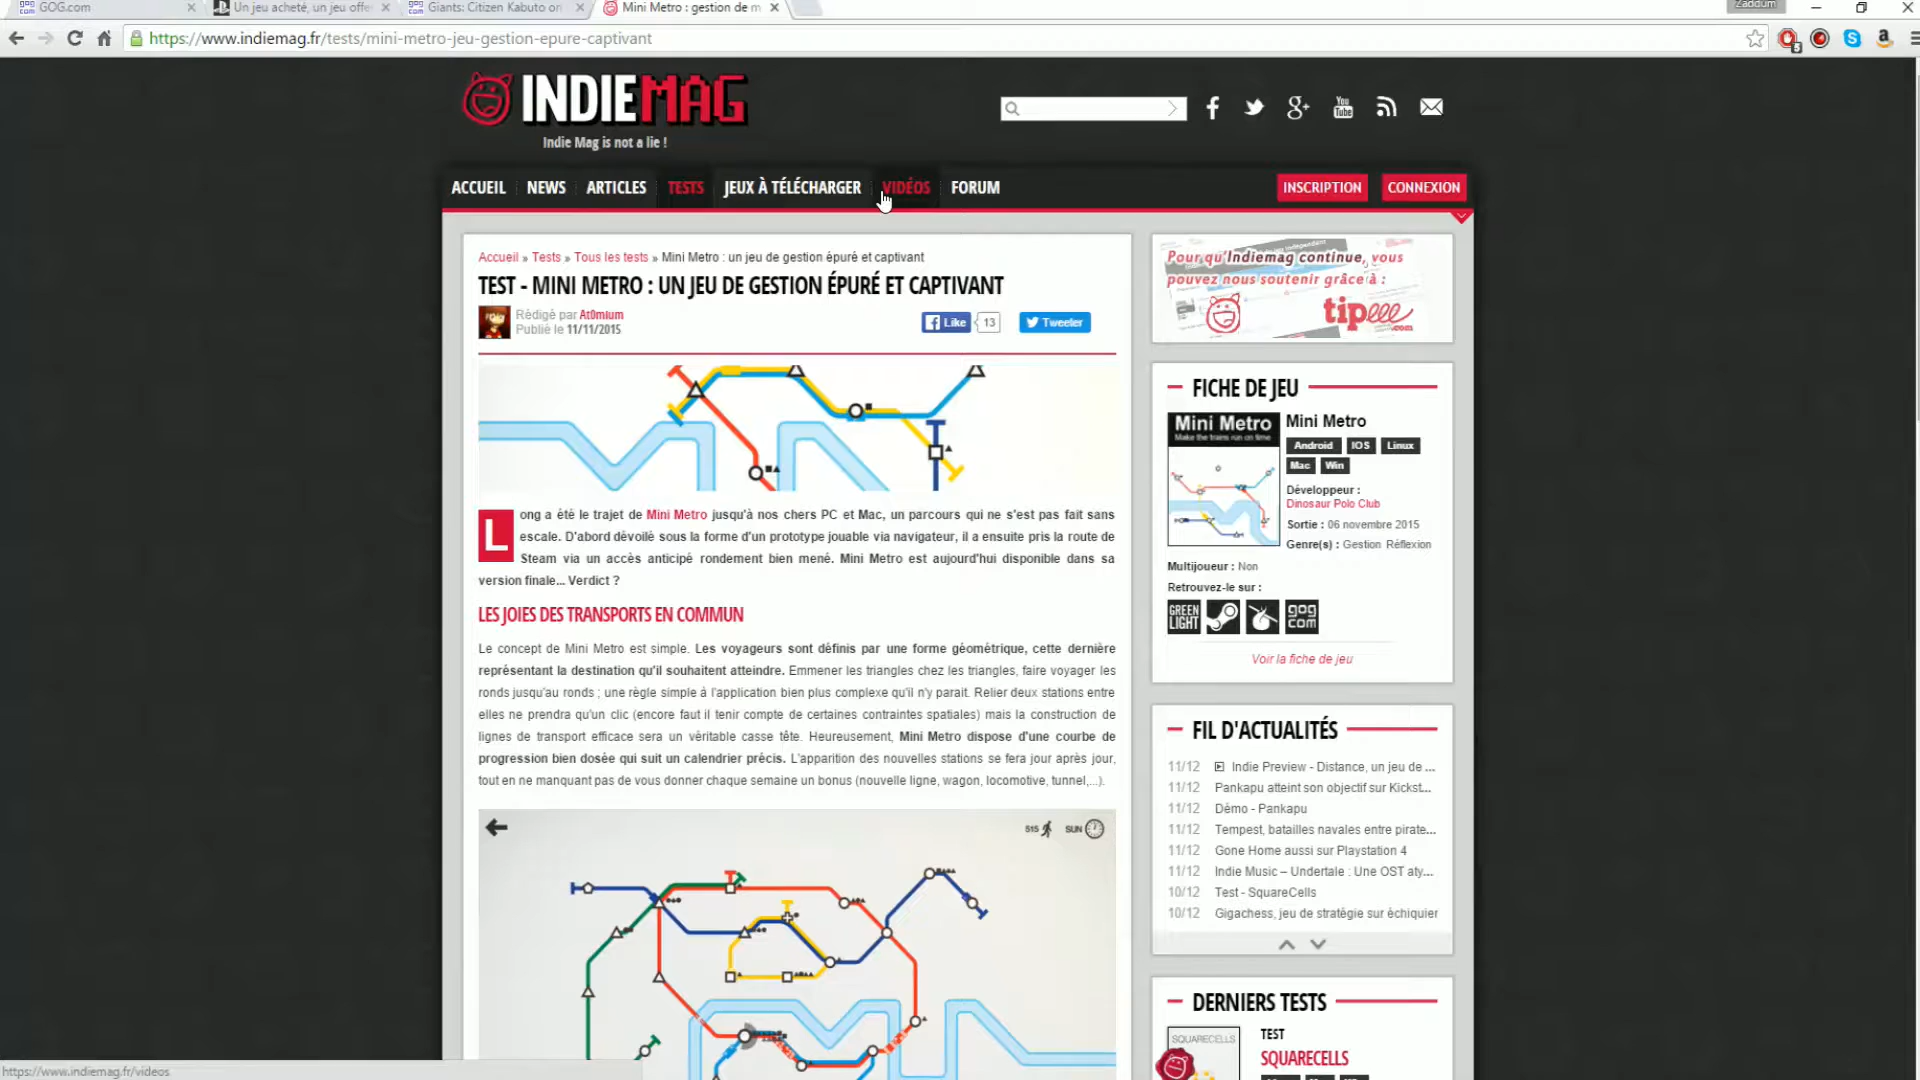 GOG.com
Un jeu acheté, un jeu offe
Giants: Citizen Kabuto on
Mini Metro : gestion de m
Zaddum
https://www.indiemag.fr/tests/mini-metro-jeu-gestion-epure-captivant
INDIEMAG
Indie Mag is not a lie !
ACCUEIL
NEWS
ARTICLES
TESTS
JEUX À TÉLÉCHARGER
VIDÉOS
FORUM
INSCRIPTION
CONNEXION
Accueil » Tests » Tous les tests » Mini Metro : un jeu de gestion épuré et captivant
TEST - MINI METRO : UN JEU DE GESTION ÉPURÉ ET CAPTIVANT
Rédigé par At0mium
Publié le 11/11/2015
Like
13
Tweeter
Long a été le trajet de Mini Metro jusqu'à nos chers PC et Mac, un parcours qui ne s'est pas fait sans
escale. D'abord dévoilé sous la forme d'un prototype jouable via navigateur, il a ensuite pris la route de
Steam via un accès anticipé rondement bien mené. Mini Metro est aujourd'hui disponible dans sa
version finale... Verdict ?
LES JOIES DES TRANSPORTS EN COMMUN
Le concept de Mini Metro est simple. Les voyageurs sont définis par une forme géométrique, cette dernière
représentant la destination qu'il souhaitent atteindre. Emmener les triangles chez les triangles, faire voyager les
ronds jusqu'au ronds ; une règle simple à l'application bien plus complexe qu'il n'y parait. Relier deux stations entre
elles ne prendra qu'un clic (encore faut il tenir compte de certaines contraintes spatiales) mais la construction de
lignes de transport efficace sera un véritable casse tête. Heureusement, Mini Metro dispose d'une courbe de
progression bien dosée qui suit un calendrier précis. L'apparition des nouvelles stations se fera jour après jour,
tout en ne manquant pas de vous donner chaque semaine un bonus (nouvelle ligne, wagon, locomotive, tunnel,...).
515
SUN
Pour qu'Indiemag continue, vous
pouvez nous soutenir grâce à :
tipeee.com
FICHE DE JEU
Mini Metro
Make the trains run on time
Mini Metro
Android
IOS
Linux
Mac
Win
Développeur :
Dinosaur Polo Club
Sortie : 06 novembre 2015
Genre(s) : Gestion Réflexion
Multijoueur : Non
Retrouvez-le sur :
GREEN
LIGHT
gog
com
Voir la fiche de jeu
FIL D'ACTUALITÉS
11/12 Indie Preview - Distance, un jeu de ...
11/12 Pankapu atteint son objectif sur Kickst...
11/12 Démo - Pankapu
11/12 Tempest, batailles navales entre pirate...
11/12 Gone Home aussi sur Playstation 4
11/12 Indie Music – Undertale : Une OST aty...
10/12 Test - SquareCells
10/12 Gigachess, jeu de stratégie sur échiquier
DERNIERS TESTS
SQUARECELLS
TEST
SQUARECELLS
https://www.indiemag.fr/videos